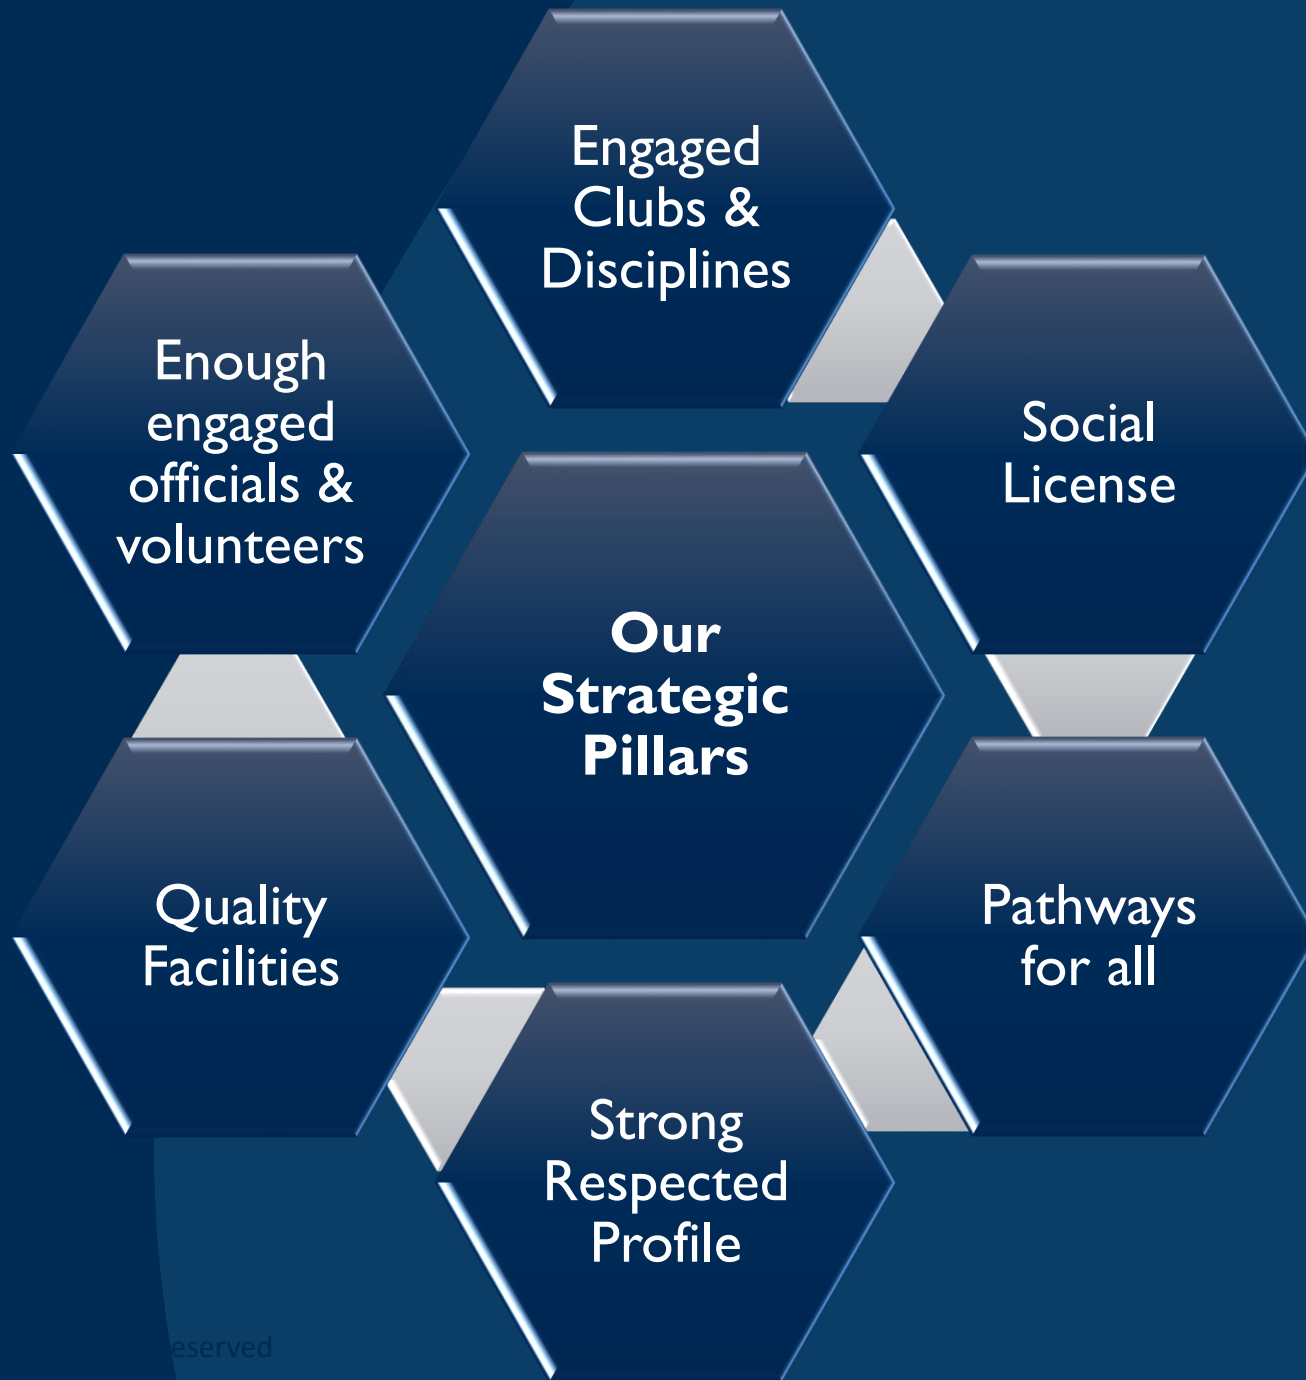 Engaged
Clubs &
Disciplines
Social
License
Enough
engaged
officials &
volunteers
Our
Strategic
Pillars
Pathways
for all
Quality
Facilities
Strong
Respected
Profile
eserved